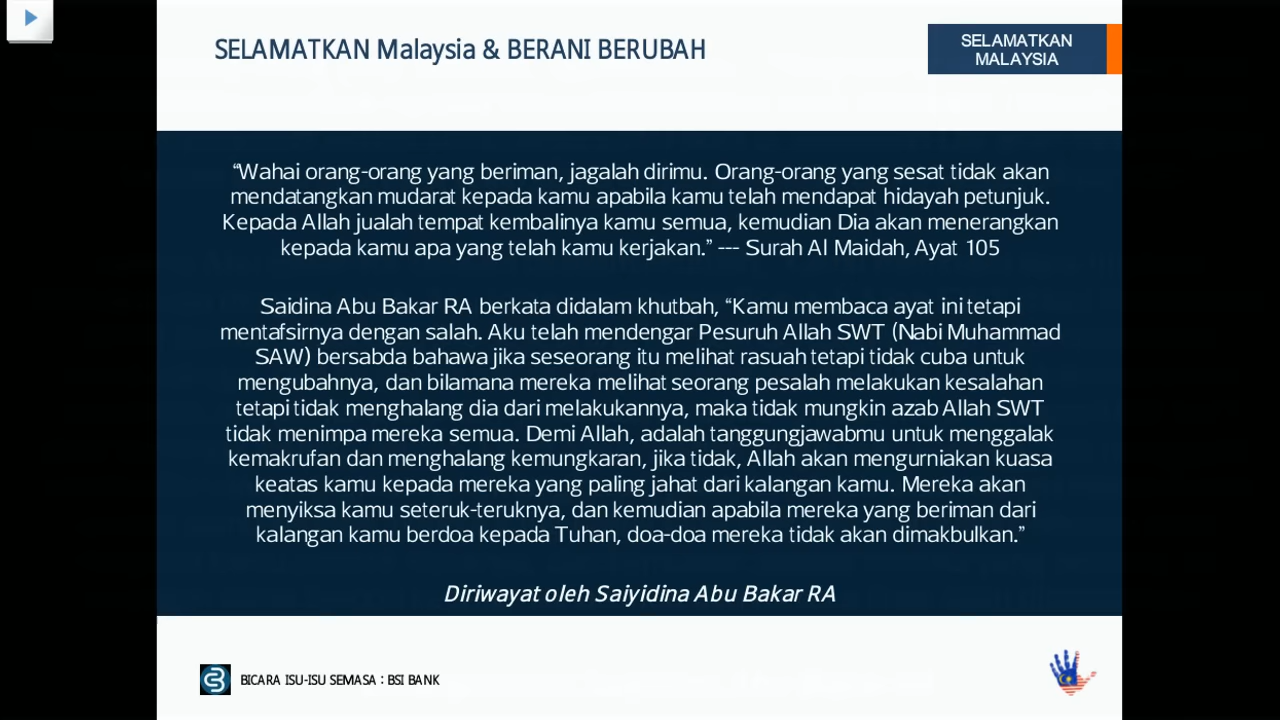 SELAMATKAN Malaysia & BERANI BERUBAH
SELAMATKAN
MALAYSIA
“Wahai orang-orang yang beriman, jagalah dirimu. Orang-orang yang sesat tidak akan
mendatangkan mudarat kepada kamu apabila kamu telah mendapat hidayah petunjuk.
Kepada Allah jualah tempat kembalinya kamu semua, kemudian Dia akan menerangkan
kepada kamu apa yang telah kamu kerjakan.” --- Surah Al Maidah, Ayat 105
Saidina Abu Bakar RA berkata didalam khutbah, “Kamu membaca ayat ini tetapi
mentafsirnya dengan salah. Aku telah mendengar Pesuruh Allah SWT (Nabi Muhammad
SAW) bersabda bahawa jika seseorang itu melihat rasuah tetapi tidak cuba untuk
mengubahnya, dan bilamana mereka melihat seorang pesalah melakukan kesalahan
tetapi tidak menghalang dia dari melakukannya, maka tidak mungkin azab Allah SWT
tidak menimpa mereka semua. Demi Allah, adalah tanggungjawabmu untuk menggalak
kemakrufan dan menghalang kemungkaran, jika tidak, Allah akan mengurniakan kuasa
keatas kamu kepada mereka yang paling jahat dari kalangan kamu. Mereka akan
menyiksa kamu seteruk-teruknya, dan kemudian apabila mereka yang beriman dari
kalangan kamu berdoa kepada Tuhan, doa-doa mereka tidak akan dimakbulkan.”
Diriwayat oleh Saiyidina Abu Bakar RA
BICARA ISU-ISU SEMASA : BSI BANK